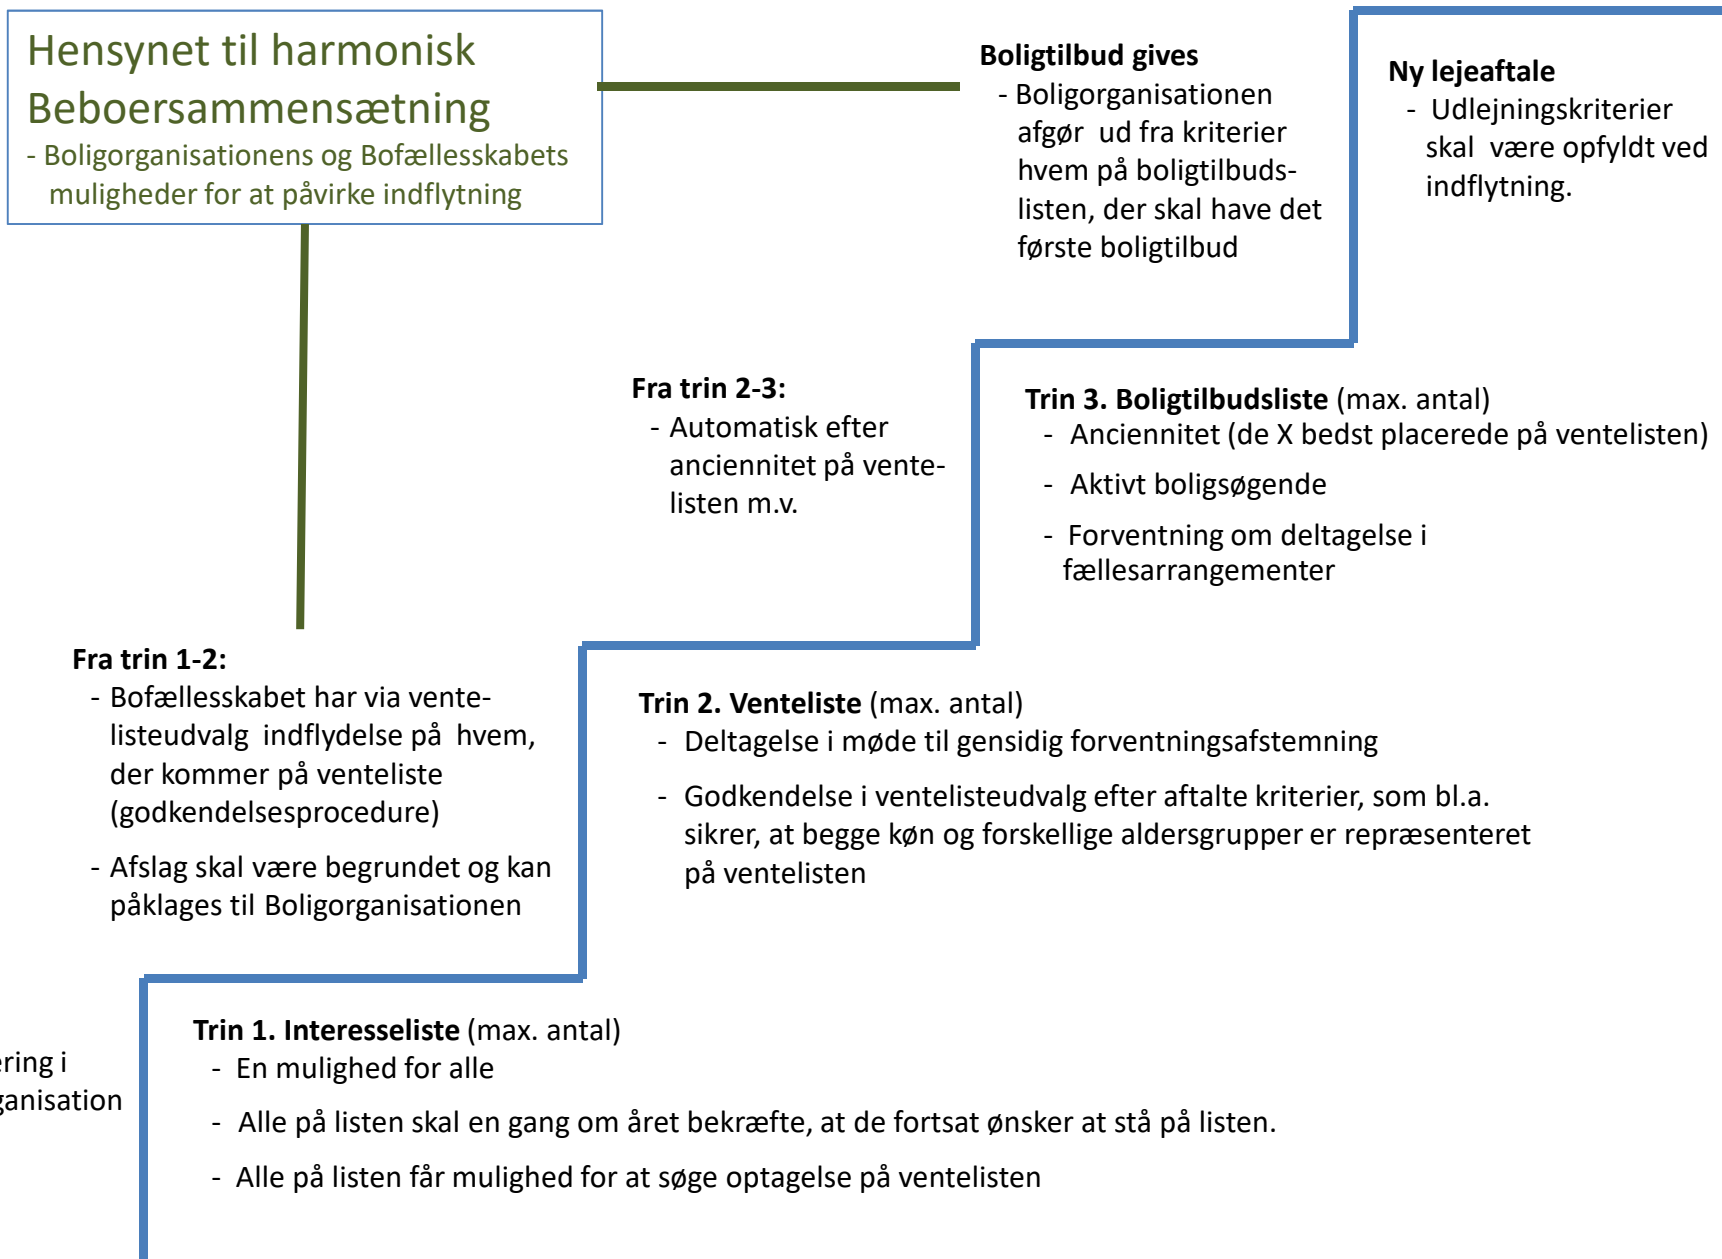 Hensynet til harmonisk
Beboersammensætning
- Boligorganisationens og Bofællesskabets
muligheder for at påvirke indflytning
Boligtilbud gives
- Boligorganisationen
afgør ud fra kriterier
hvem på boligtilbuds-
listen, der skal have det
første boligtilbud
Ny lejeaftale
- Udlejningskriterier
skal være opfyldt ved
indflytning.
Fra trin 2-3:
- Automatisk efter
anciennitet på vente-
listen m.v.
Trin 3. Boligtilbudsliste (max. antal)
- Anciennitet (de X bedst placerede på ventelisten)
- Aktivt boligsøgende
- Forventning om deltagelse i
fællesarrangementer
Fra trin 1-2:
- Bofællesskabet har via vente-
listeudvalg indflydelse på hvem,
der kommer på venteliste
(godkendelsesprocedure)
- Afslag skal være begrundet og kan
påklages til Boligorganisationen
Trin 2. Venteliste (max. antal)
- Deltagelse i møde til gensidig forventningsafstemning
- Godkendelse i ventelisteudvalg efter aftalte kriterier, som bl.a.
sikrer, at begge køn og forskellige aldersgrupper er repræsenteret
på ventelisten
Trin 1. Interesseliste (max. antal)
- En mulighed for alle
- Alle på listen skal en gang om året bekræfte, at de fortsat ønsker at stå på listen.
- Alle på listen får mulighed for at søge optagelse på ventelisten
i